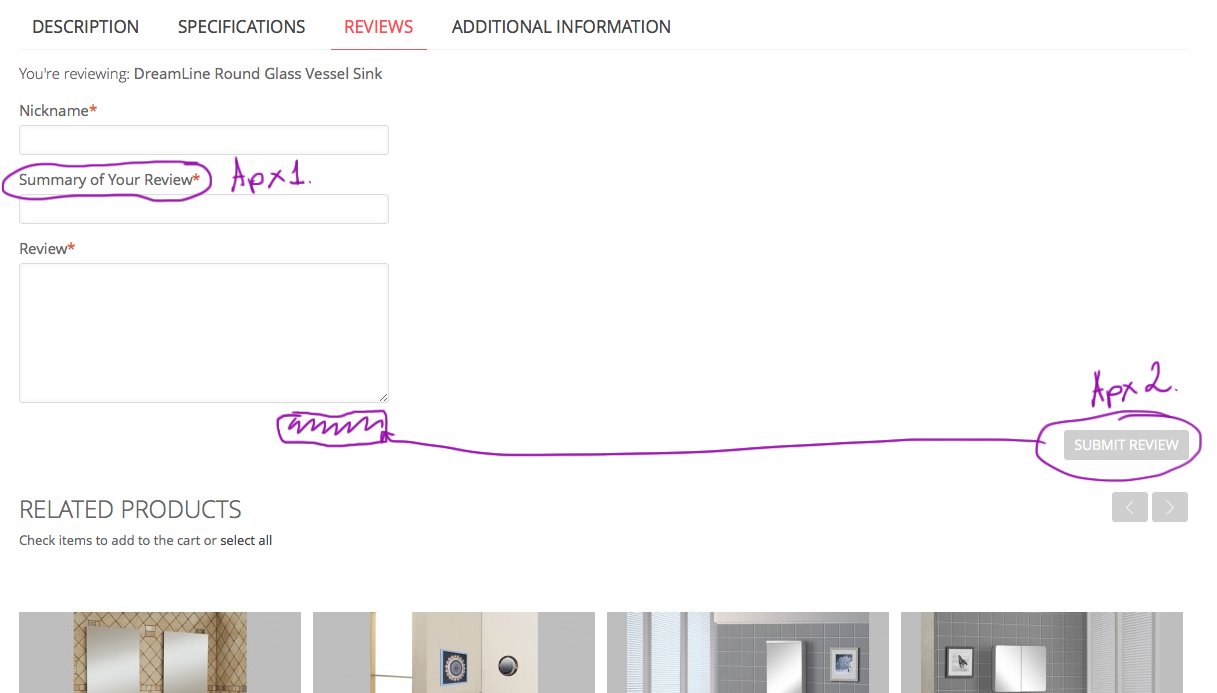 DESCRIPTION SPECIFICATIONS REVIEWS ADDITIONAL INFORMATION
You're reviewing: DreamLine Round Glass Vessel Sink
Nickname*
Summary of Your Review* Apx 1.
Review*
Apx 2.
SUBMIT REVIEW
RELATED PRODUCTS
Check items to add to the cart or select all